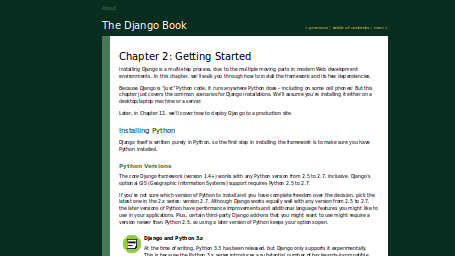 About
The Django Book
« previous | table of contents | next »
Chapter 2: Getting Started
Installing Django is a multi-step process, due to the multiple moving parts in modern Web development
environments. In this chapter, we'll walk you through how to install the framework and its few dependencies.
Because Django is "just" Python code, it runs anywhere Python does – including on some cell phones! But this
chapter just covers the common scenarios for Django installations. We'll assume you're installing it either on a
desktop/laptop machine or a server.
Later, in Chapter 12, we'll cover how to deploy Django to a production site.
Installing Python
Django itself is written purely in Python, so the first step in installing the framework is to make sure you have
Python installed.
Python Versions
The core Django framework (version 1.4+) works with any Python version from 2.5 to 2.7, inclusive. Django's
optional GIS (Geographic Information Systems) support requires Python 2.5 to 2.7.
If you're not sure which version of Python to install and you have complete freedom over the decision, pick the
latest one in the 2.x series: version 2.7. Although Django works equally well with any version from 2.5 to 2.7,
the later versions of Python have performance improvements and additional language features you might like to
use in your applications. Plus, certain third-party Django add-ons that you might want to use might require a
version newer than 2.5, so using a later version of Python keeps your options open.
Django and Python 3.x
At the time of writing, Python 3.3 has been released, but Django only supports it experimentally.
This is because the Python 3.x series introduces a substantial number of backwards-incompatible